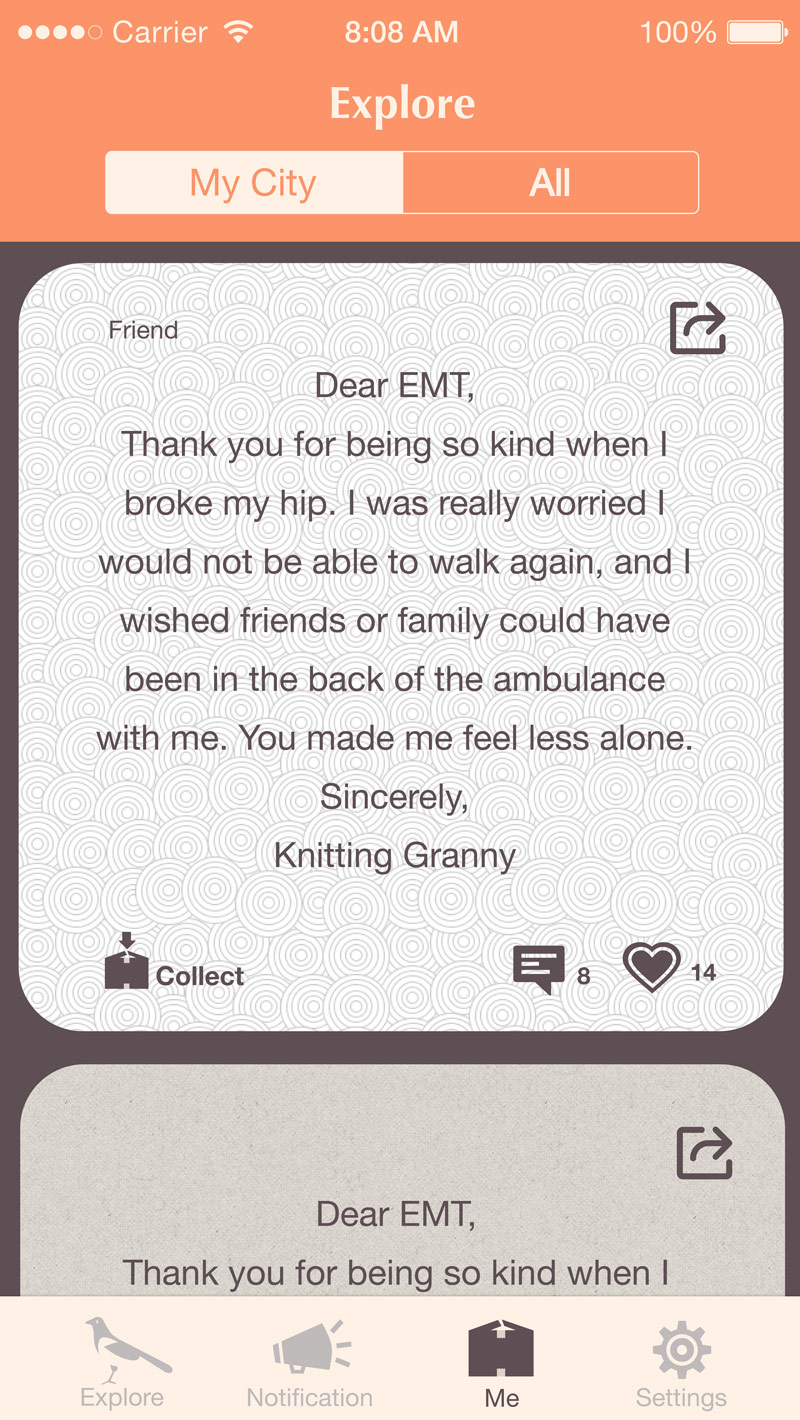 Carrier 8:08 AM 100%
Explore
My City All
Friend
Dear EMT,
Thank you for being so kind when I
broke my hip. I was really worried I
would not be able to walk again, and I
wished friends or family could have
been in the back of the ambulance
with me. You made me feel less alone.
Sincerely,
Knitting Granny
Collect 8 14
Dear EMT,
Thank you for being so kind when I
Explore Notification Me Settings